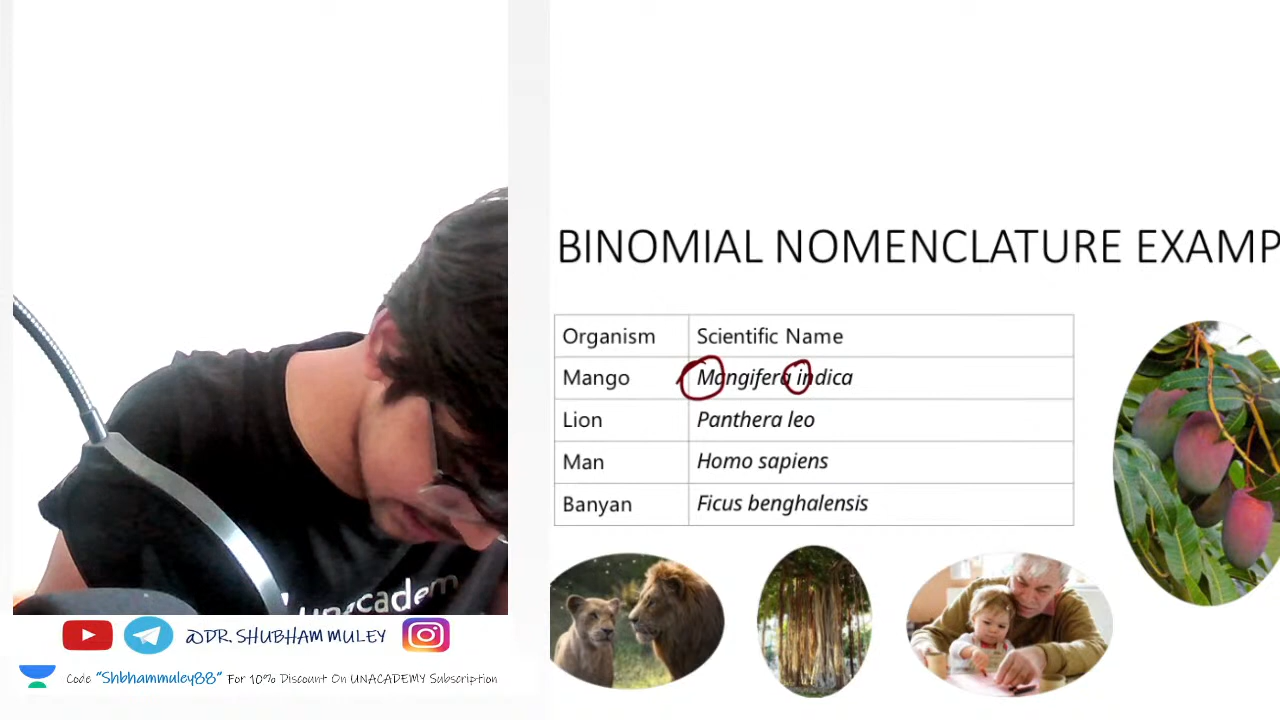 BINOMIAL NOMENCLATURE EXAMP
Organism Scientific Name
Mango Mangifera indica
Lion Panthera leo
Man Homo sapiens
Banyan Ficus benghalensis
unacadem
@DR. SHUBHAM MULEY
Code "Shbhammuley88" For 10% Discount On UNACADEMY Subscription